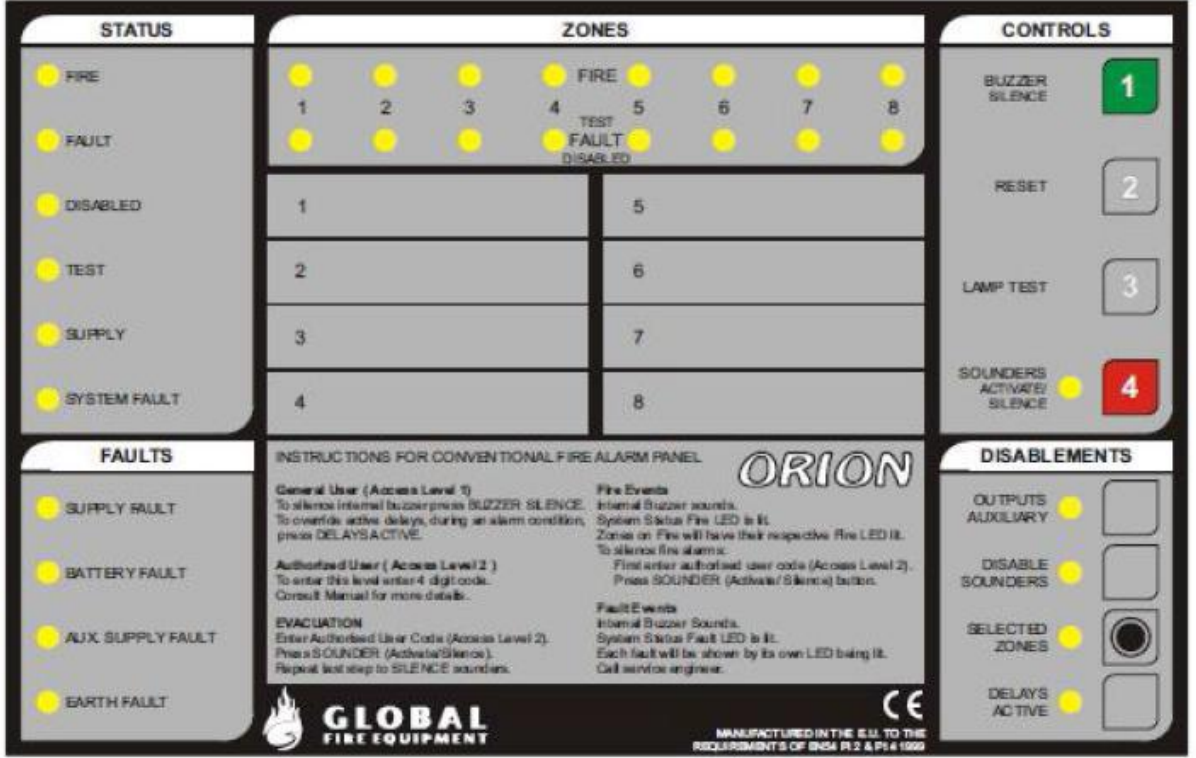 STATUS
FIRE
FAULT
DISABLED
TEST
SUPPLY
SYSTEM FAULT
FAULTS
SUPPLY FAULT
BATTERY FAULT
AUX. SUPPLY FAULT
EARTH FAULT
ZONES
FIRE
1 2 3 4 5 6 7 8
TEST
FAULT
DISABLED
1 5
2 6
3 7
4 8
INSTRUCTIONS FOR CONVENTIONAL FIRE ALARM PANEL
ORION
General User (Access Level 1)
To silence internal buzzer press BUZZER SILENCE.
To override active delays, during an alarm condition,
press DELAYS ACTIVE.
Authorized User (Access Level 2)
To enter this level enter 4 digit code.
Consult Manual for more details.
EVACUATION
Enter Authorised User Code (Access Level 2).
Press SOUNDER (Activate/Silence).
Repeat last step to SILENCE sounders.
Fire Events
Internal Buzzer sounds.
System Status Fire LED is lit.
Zones on Fire will have their respective Fire LED lit.
To silence fire alarms:
First enter authorised user code (Access Level 2).
Press SOUNDER (Activate/Silence) button.
Fault Events
Internal Buzzer Sounds.
System Status Fault LED is lit.
Each fault will be shown by its own LED being lit.
Call service engineer.
GLOBAL
FIRE EQUIPMENT
CE
MANUFACTURED IN THE E.U. TO THE
REQUIREMENTS OF EN54 Pt 2 & Pt 4 1999
CONTROLS
BUZZER
SILENCE
1
RESET
2
LAMP TEST
3
SOUNDERS
ACTIVATE/
SILENCE
4
DISABLEMENTS
OUTPUTS
AUXILIARY
DISABLE
SOUNDERS
SELECTED
ZONES
DELAYS
ACTIVE